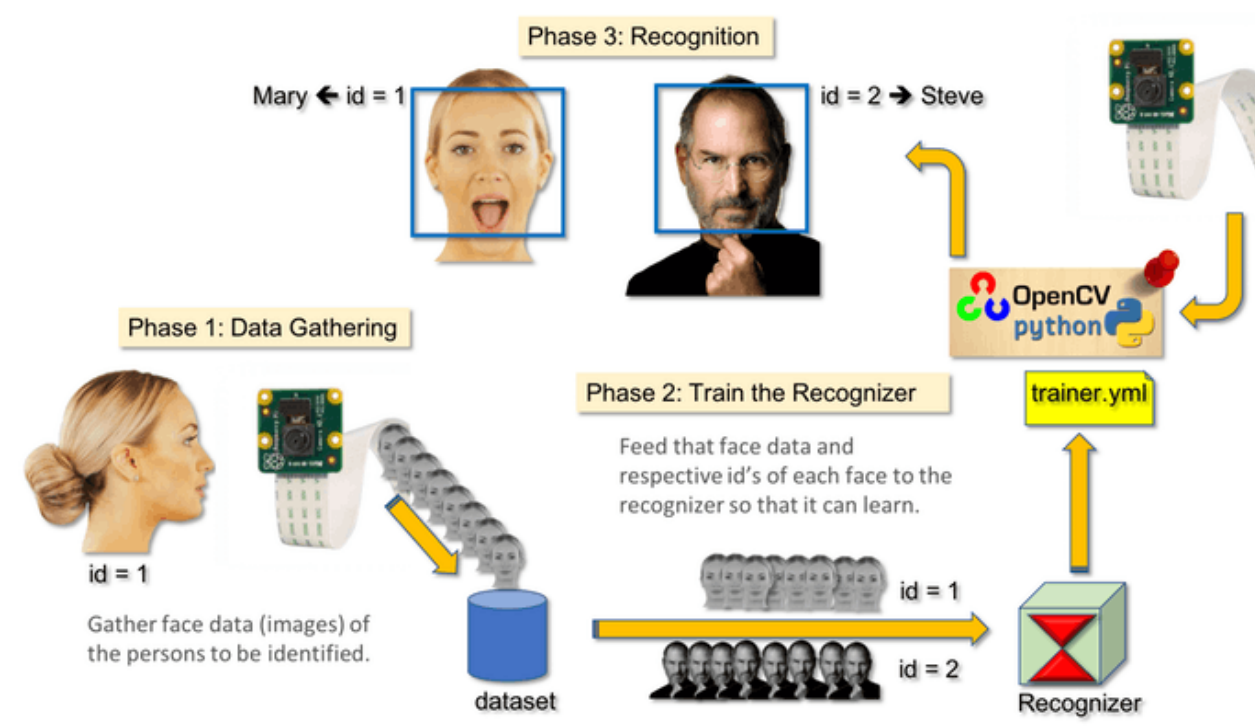 Phase 3: Recognition
Mary 🡸 id = 1
id = 2 🡺 Steve
OpenCV
python
Phase 1: Data Gathering
Phase 2: Train the Recognizer
trainer.yml
Feed that face data and
respective id’s of each face to the
recognizer so that it can learn.
id = 1
Gather face data (images) of
the persons to be identified.
id = 1
id = 2
dataset
Recognizer